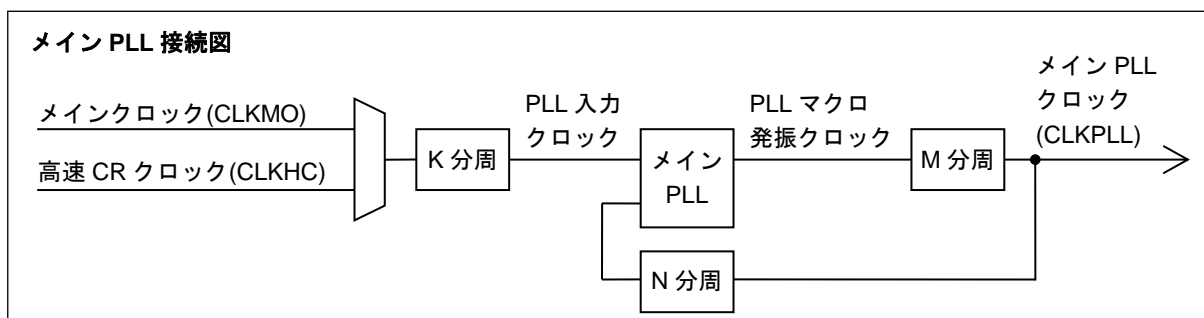 メイン PLL 接続図
メインクロック(CLKMO)
高速 CR クロック(CLKHC)
K 分周
PLL 入力
クロック
メイン
PLL
PLL マクロ
発振クロック
M 分周
メイン PLL
クロック
(CLKPLL)
N 分周